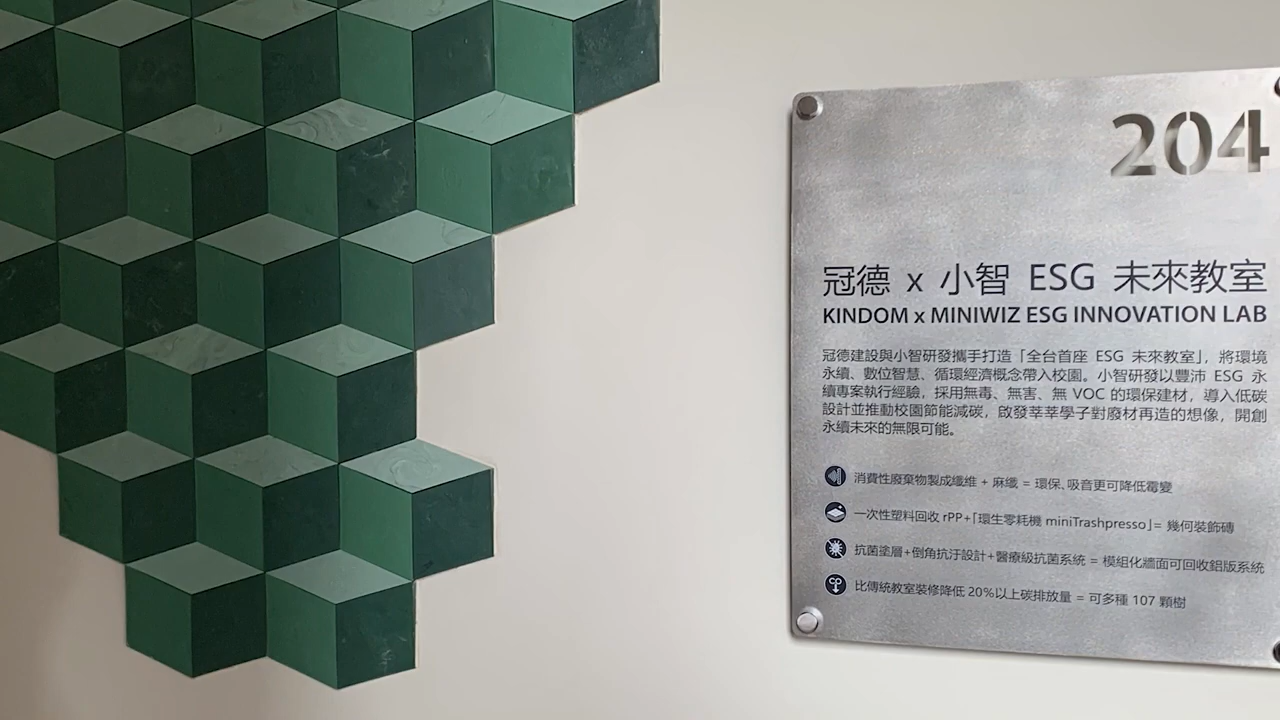 204
冠德 x 小智 ESG 未來教室
KINDOM x MINIWIZ ESG INNOVATION LAB
冠德建設與小智研發攜手打造「全台首座 ESG 未來教室」，將環境
永續、數位智慧、循環經濟概念帶入校園。小智研發以豐沛 ESG 永
續專案執行經驗，採用無毒、無害、無 VOC 的環保建材，導入低碳
設計並推動校園節能減碳，啟發莘莘學子對廢材再造的想像，開創
永續未來的無限可能。
消費性廢棄物製成纖維 + 麻纖 = 環保、吸音更可降低霉變
一次性塑料回收 rPP+「環生零耗機 miniTrashpresso」= 幾何裝飾磚
抗菌塗層+倒角抗汙設計+醫療級抗菌系統 = 模組化牆面可回收鋁版系統
比傳統教室裝修降低 20%以上碳排放量 = 可多種 107 顆樹